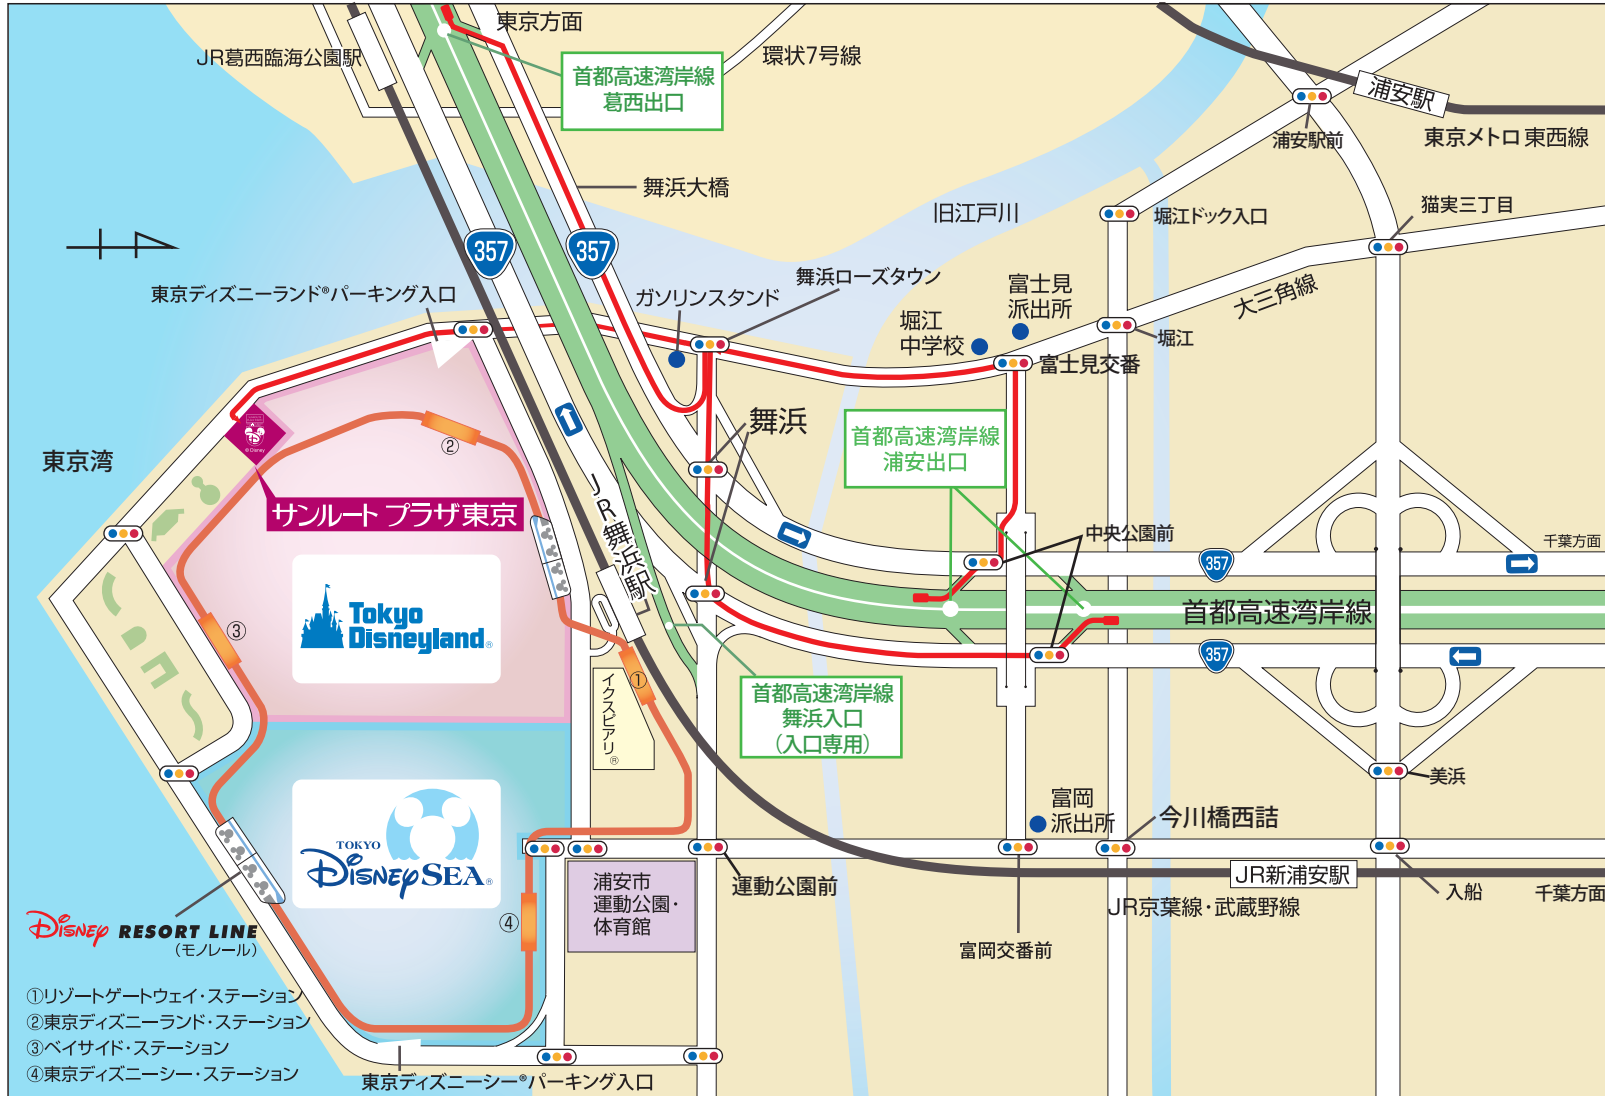 東京方面
JR葛西臨海公園駅
首都高速湾岸線
葛西出口
環状7号線
浦安駅
浦安駅前
東京メトロ 東西線
舞浜大橋
旧江戸川
堀江ドック入口
猫実三丁目
357
357
東京ディズニーランド®パーキング入口
ガソリンスタンド
舞浜ローズタウン
富士見
派出所
堀江
中学校
大三角線
堀江
富士見交番
舞浜
首都高速湾岸線
浦安出口
東京湾
②
© Disney
サンルート プラザ東京
JR舞浜駅
中央公園前
千葉方面
357
首都高速湾岸線
357
Tokyo
Disneyland®
③
①
イクスピアリ®
首都高速湾岸線
舞浜入口
(入口専用)
美浜
富岡
派出所
今川橋西詰
TOKYO
DISNEY SEA®
運動公園前
JR新浦安駅
入船
千葉方面
浦安市
運動公園・
体育館
④
JR京葉線・武蔵野線
富岡交番前
Disney RESORT LINE
(モノレール)
①リゾートゲートウェイ・ステーション
②東京ディズニーランド・ステーション
③ベイサイド・ステーション
④東京ディズニーシー・ステーション
東京ディズニーシー®パーキング入口